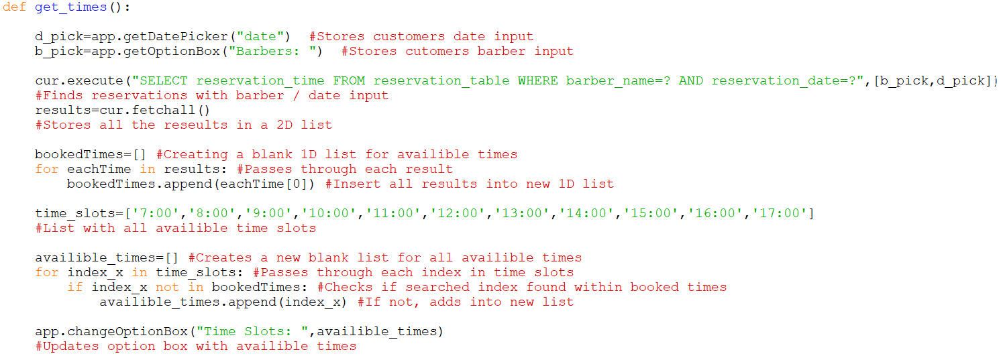 def get_times():
d_pick=app.getDatePicker("date")  #Stores customers date input
b_pick=app.getOptionBox("Barbers: ")  #Stores cutomers barber input
cur.execute("SELECT reservation_time FROM reservation_table WHERE barber_name=? AND reservation_date=?",[b_pick,d_pick])
#Finds reservations with barber / date input
results=cur.fetchall()
#Stores all the reseults in a 2D list
bookedTimes=[] #Creating a blank 1D list for availible times
for eachTime in results: #Passes through each result
bookedTimes.append(eachTime[0]) #Insert all results into new 1D list
time_slots=['7:00','8:00','9:00','10:00','11:00','12:00','13:00','14:00','15:00','16:00','17:00']
#List with all availible time slots
availible_times=[] #Creates a new blank list for all availible times
for index_x in time_slots: #Passes through each index in time slots
if index_x not in bookedTimes: #Checks if searched index found within booked times
availible_times.append(index_x) #If not, adds into new list
app.changeOptionBox("Time Slots: ",availible_times)
#Updates option box with availible times